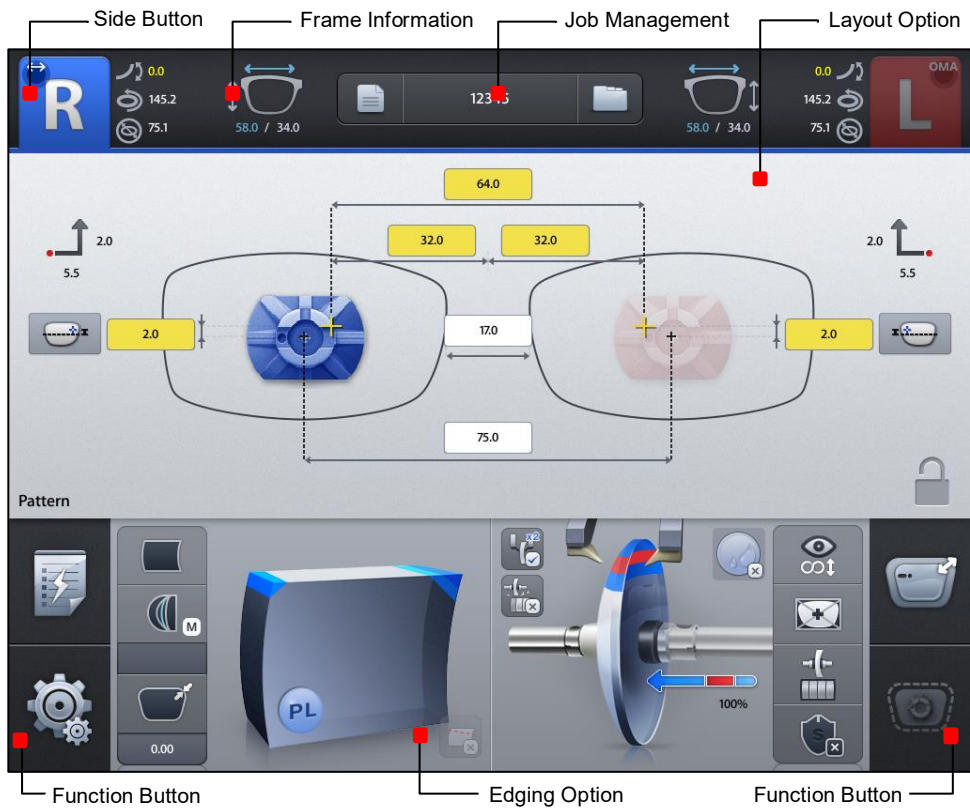 Side Button
Frame Information
Job Management
Layout Option
R
0.0
145.2
75.1
58.0 / 34.0
12345
58.0 / 34.0
0.0
145.2
75.1
OMA
L
64.0
32.0
32.0
2.0
5.5
2.0
5.5
2.0
17.0
2.0
75.0
Pattern
M
0.00
PL
x2
100%
S
Function Button
Edging Option
Function Button